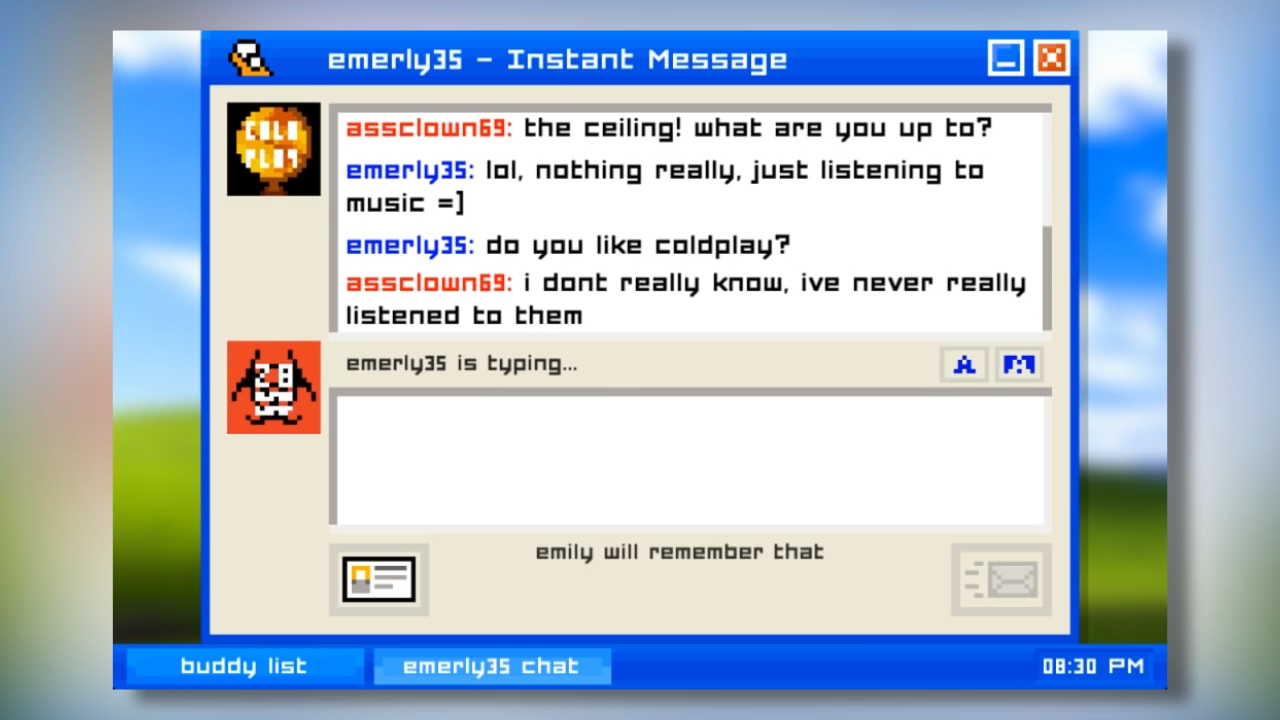 emerly35 - Instant Message
COLD
PLAY
assclown69: the ceiling! what are you up to?
emerly35: lol, nothing really, just listening to
music =]
emerly35: do you like coldplay?
assclown69: i dont really know, ive never really
listened to them
emerly35 is typing...
A
emily will remember that
buddy list
emerly35 chat
08:30 PM